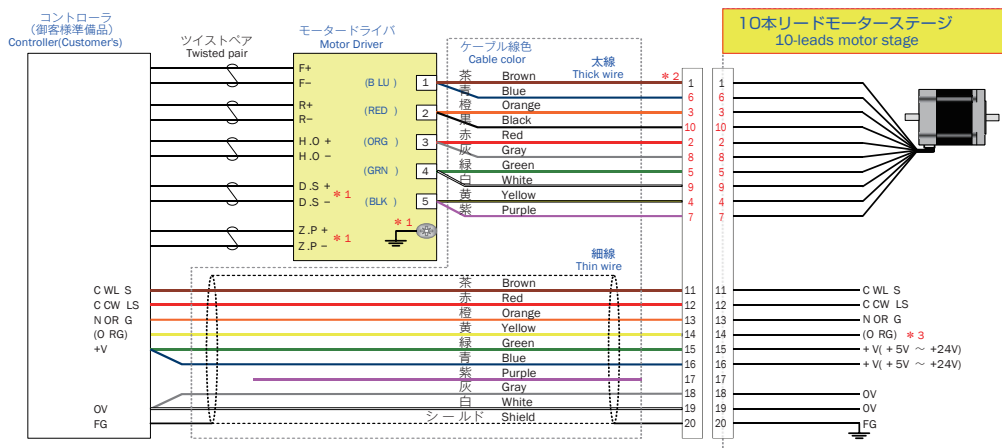 コントローラ
(御客様準備品)
Controller(Customer's)
ツイストペア
Twisted pair
モータードライバ
Motor Driver
ケーブル線色
Cable color
太線
Thick wire
10本リードモーターステージ
10-leads motor stage
F+
F−
R+
R−
H.O +
H.O −
D.S +
D.S − *1
Z.P +
Z.P − *1
(B LU ) 1
(RED ) 2
(ORG ) 3
(GRN ) 4
(BLK ) 5
*1
茶 Brown *2 1 1
青 Blue 6 6
橙 Orange 3 3
黒 Black 10 10
赤 Red 2 2
灰 Gray 8 8
緑 Green 5 5
白 White 9 9
黄 Yellow 4 4
紫 Purple 7 7
細線
Thin wire
C WL S 茶 Brown 11 11 C WL S
C CW LS 赤 Red 12 12 C CW LS
N OR G 橙 Orange 13 13 N OR G
(O RG) 黄 Yellow 14 14 (O RG) *3
+V 緑 Green 15 15 + V( + 5V ～ +24V)
青 Blue 16 16 + V( + 5V ～ +24V)
紫 Purple 17 17
灰 Gray 18 18 OV
OV 白 White 19 19 OV
FG シールド Shield 20 20 FG